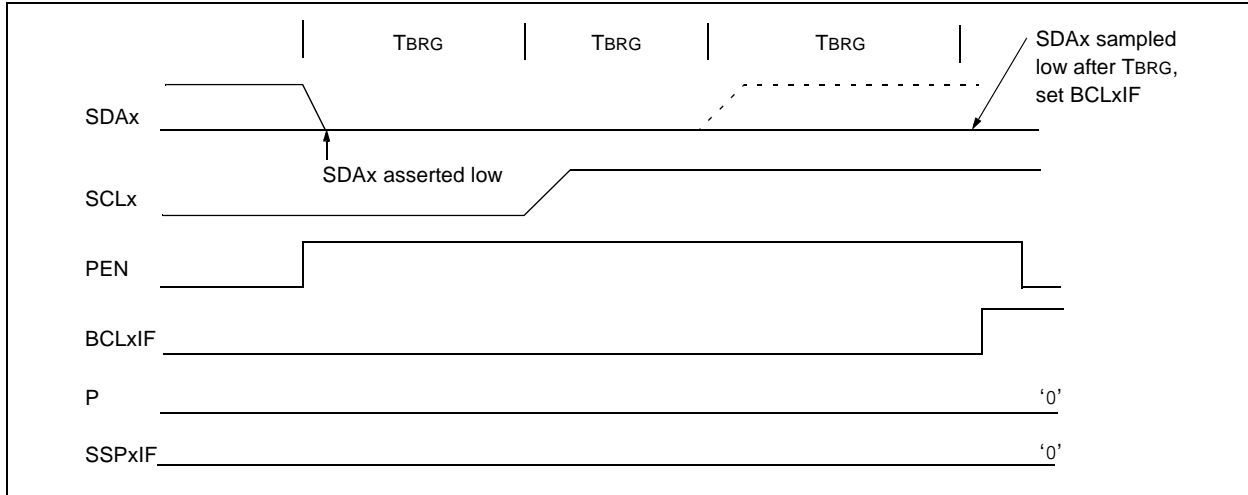 TBRG TBRG TBRG
SDAx sampled
low after TBRG,
set BCLxIF
SDAx
SDAx asserted low
SCLx
PEN
BCLxIF
P '0'
SSPxIF '0'